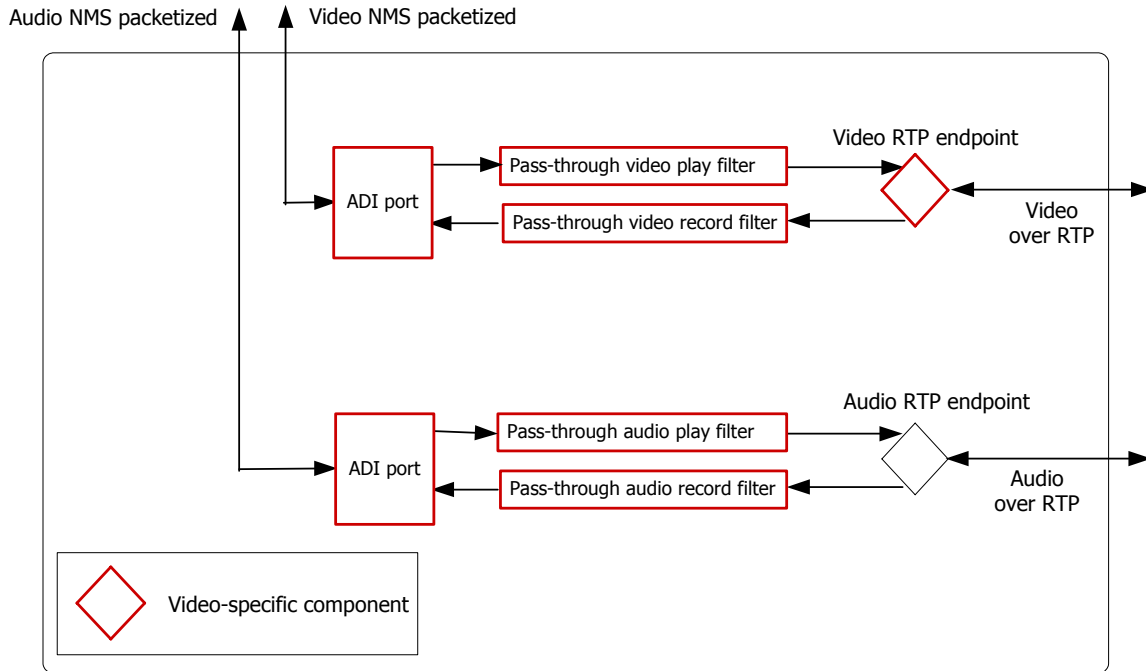 Audio NMS packetized
Video NMS packetized
Video RTP endpoint
Pass-through video play filter
ADI port
Pass-through video record filter
Video
over RTP
Audio RTP endpoint
Pass-through audio play filter
ADI port
Pass-through audio record filter
Audio
over RTP
Video-specific component